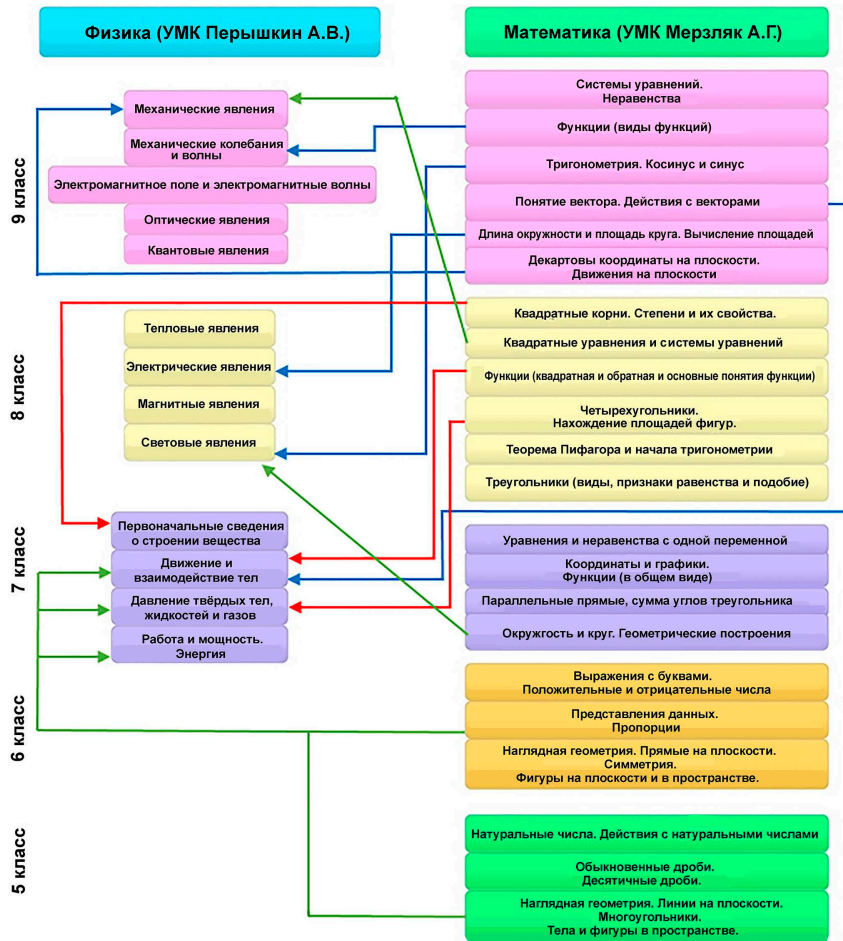 Физика (УМК Перышкин А.В.)
Математика (УМК Мерзляк А.Г.)
9 класс
Механические явления
Механические колебания
и волны
Электромагнитное поле и электромагнитные волны
Оптические явления
Квантовые явления
Системы уравнений.
Неравенства
Функции (виды функций)
Тригонометрия. Косинус и синус
Понятие вектора. Действия с векторами
Длина окружности и площадь круга. Вычисление площадей
Декартовы координаты на плоскости.
Движения на плоскости
8 класс
Тепловые явления
Электрические явления
Магнитные явления
Световые явления
Квадратные корни. Степени и их свойства.
Квадратные уравнения и системы уравнений
Функции (квадратная и обратная и основные понятия функции)
Четырехугольники.
Нахождение площадей фигур.
Теорема Пифагора и начала тригонометрии
Треугольники (виды, признаки равенства и подобие)
7 класс
Первоначальные сведения
о строении вещества
Движение и
взаимодействие тел
Давление твёрдых тел,
жидкостей и газов
Работа и мощность.
Энергия
Уравнения и неравенства с одной переменной
Координаты и графики.
Функции (в общем виде)
Параллельные прямые, сумма углов треугольника
Окружгость и круг. Геометрические построения
6 класс
Выражения с буквами.
Положительные и отрицательные числа
Представления данных.
Пропорции
Наглядная геометрия. Прямые на плоскости.
Симметрия.
Фигуры на плоскости и в пространстве.
5 класс
Натуральные числа. Действия с натуральными числами
Обыкновенные дроби.
Десятичные дроби.
Наглядная геометрия. Линии на плоскости.
Многоугольники.
Тела и фигуры в пространстве.